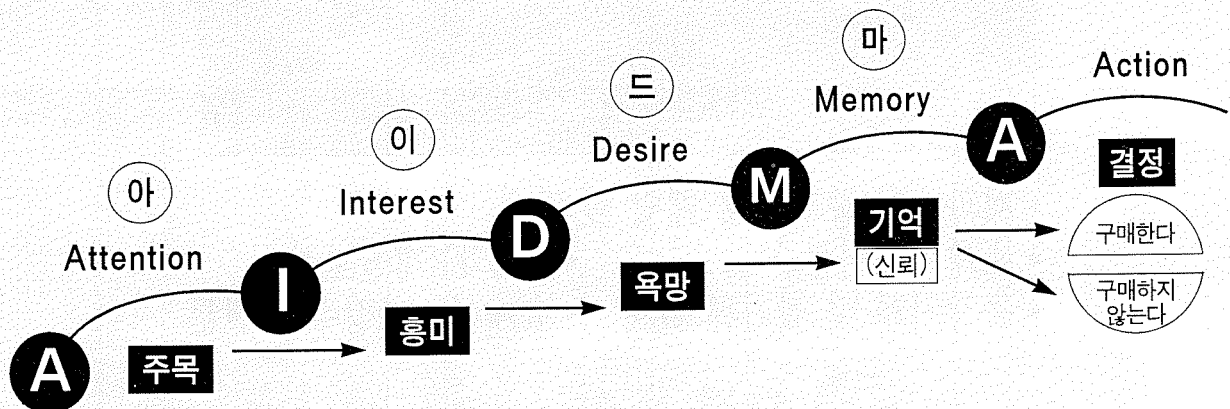 아
Attention
A
주목
이
Interest
I
흥미
드
Desire
D
욕망
마
Memory
M
기억
(신뢰)
Action
A
결정
구매한다
구매하지
않는다